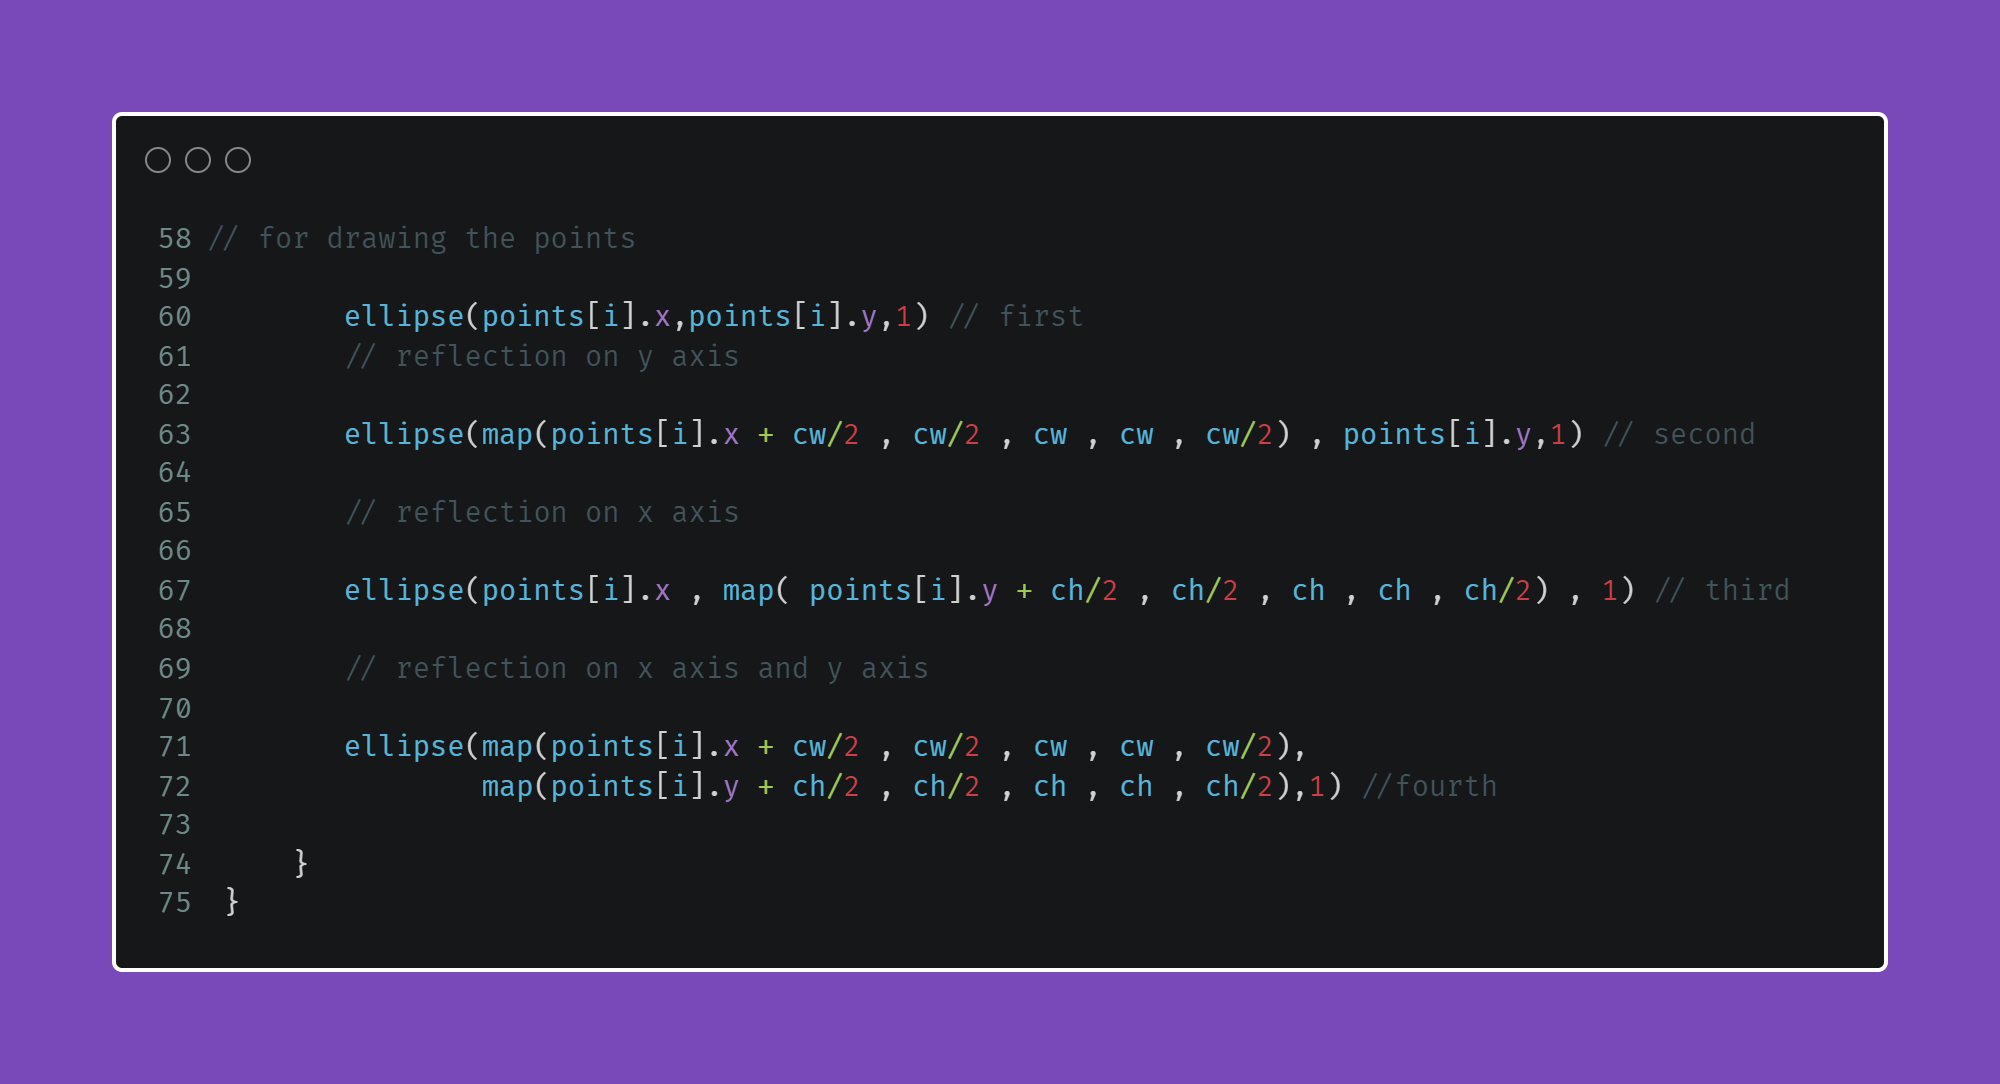 58 // for drawing the points
59
60         ellipse(points[i].x,points[i].y,1) // first
61         // reflection on y axis
62
63         ellipse(map(points[i].x + cw/2 , cw/2 , cw , cw , cw/2) , points[i].y,1) // second
64
65         // reflection on x axis
66
67         ellipse(points[i].x , map( points[i].y + ch/2 , ch/2 , ch , ch , ch/2) , 1) // third
68
69         // reflection on x axis and y axis
70
71         ellipse(map(points[i].x + cw/2 , cw/2 , cw , cw , cw/2),
72                 map(points[i].y + ch/2 , ch/2 , ch , ch , ch/2),1) //fourth
73
74      }
75  }